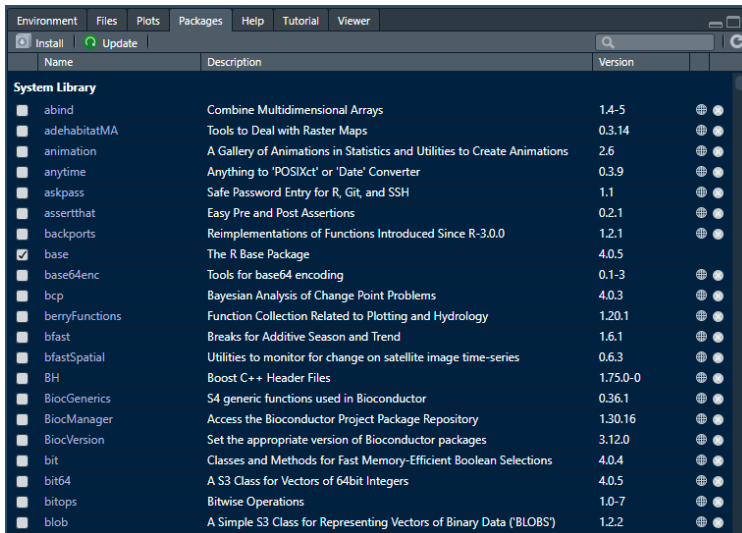 Environment Files Plots Packages Help Tutorial Viewer
Install Update
Name Description Version
System Library
abind Combine Multidimensional Arrays 1.4-5
adehabitatMA Tools to Deal with Raster Maps 0.3.14
animation A Gallery of Animations in Statistics and Utilities to Create Animations 2.6
anytime Anything to 'POSIXct' or 'Date' Converter 0.3.9
askpass Safe Password Entry for R, Git, and SSH 1.1
assertthat Easy Pre and Post Assertions 0.2.1
backports Reimplementations of Functions Introduced Since R-3.0.0 1.2.1
base The R Base Package 4.0.5
base64enc Tools for base64 encoding 0.1-3
bcp Bayesian Analysis of Change Point Problems 4.0.3
berryFunctions Function Collection Related to Plotting and Hydrology 1.20.1
bfast Breaks for Additive Season and Trend 1.6.1
bfastSpatial Utilities to monitor for change on satellite image time-series 0.6.3
BH Boost C++ Header Files 1.75.0-0
BiocGenerics S4 generic functions used in Bioconductor 0.36.1
BiocManager Access the Bioconductor Project Package Repository 1.30.16
BiocVersion Set the appropriate version of Bioconductor packages 3.12.0
bit Classes and Methods for Fast Memory-Efficient Boolean Selections 4.0.4
bit64 A S3 Class for Vectors of 64bit Integers 4.0.5
bitops Bitwise Operations 1.0-7
blob A Simple S3 Class for Representing Vectors of Binary Data ('BLOBS') 1.2.2